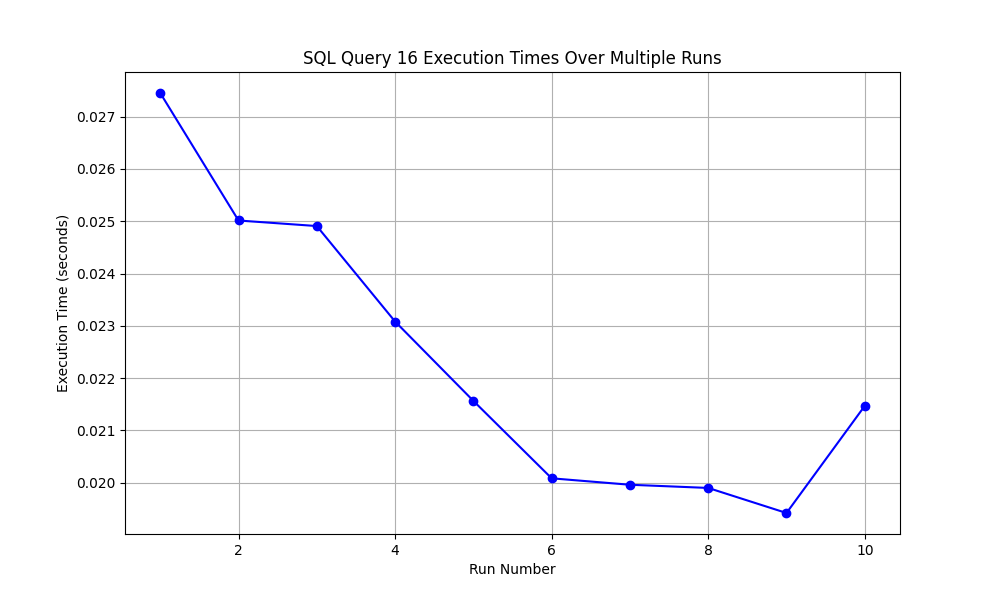 SQL Query 16 Execution Times Over Multiple Runs
Execution Time (seconds)
0.027
0.026
0.025
0.024
0.023
0.022
0.021
0.020
2 4 6 8 10
Run Number